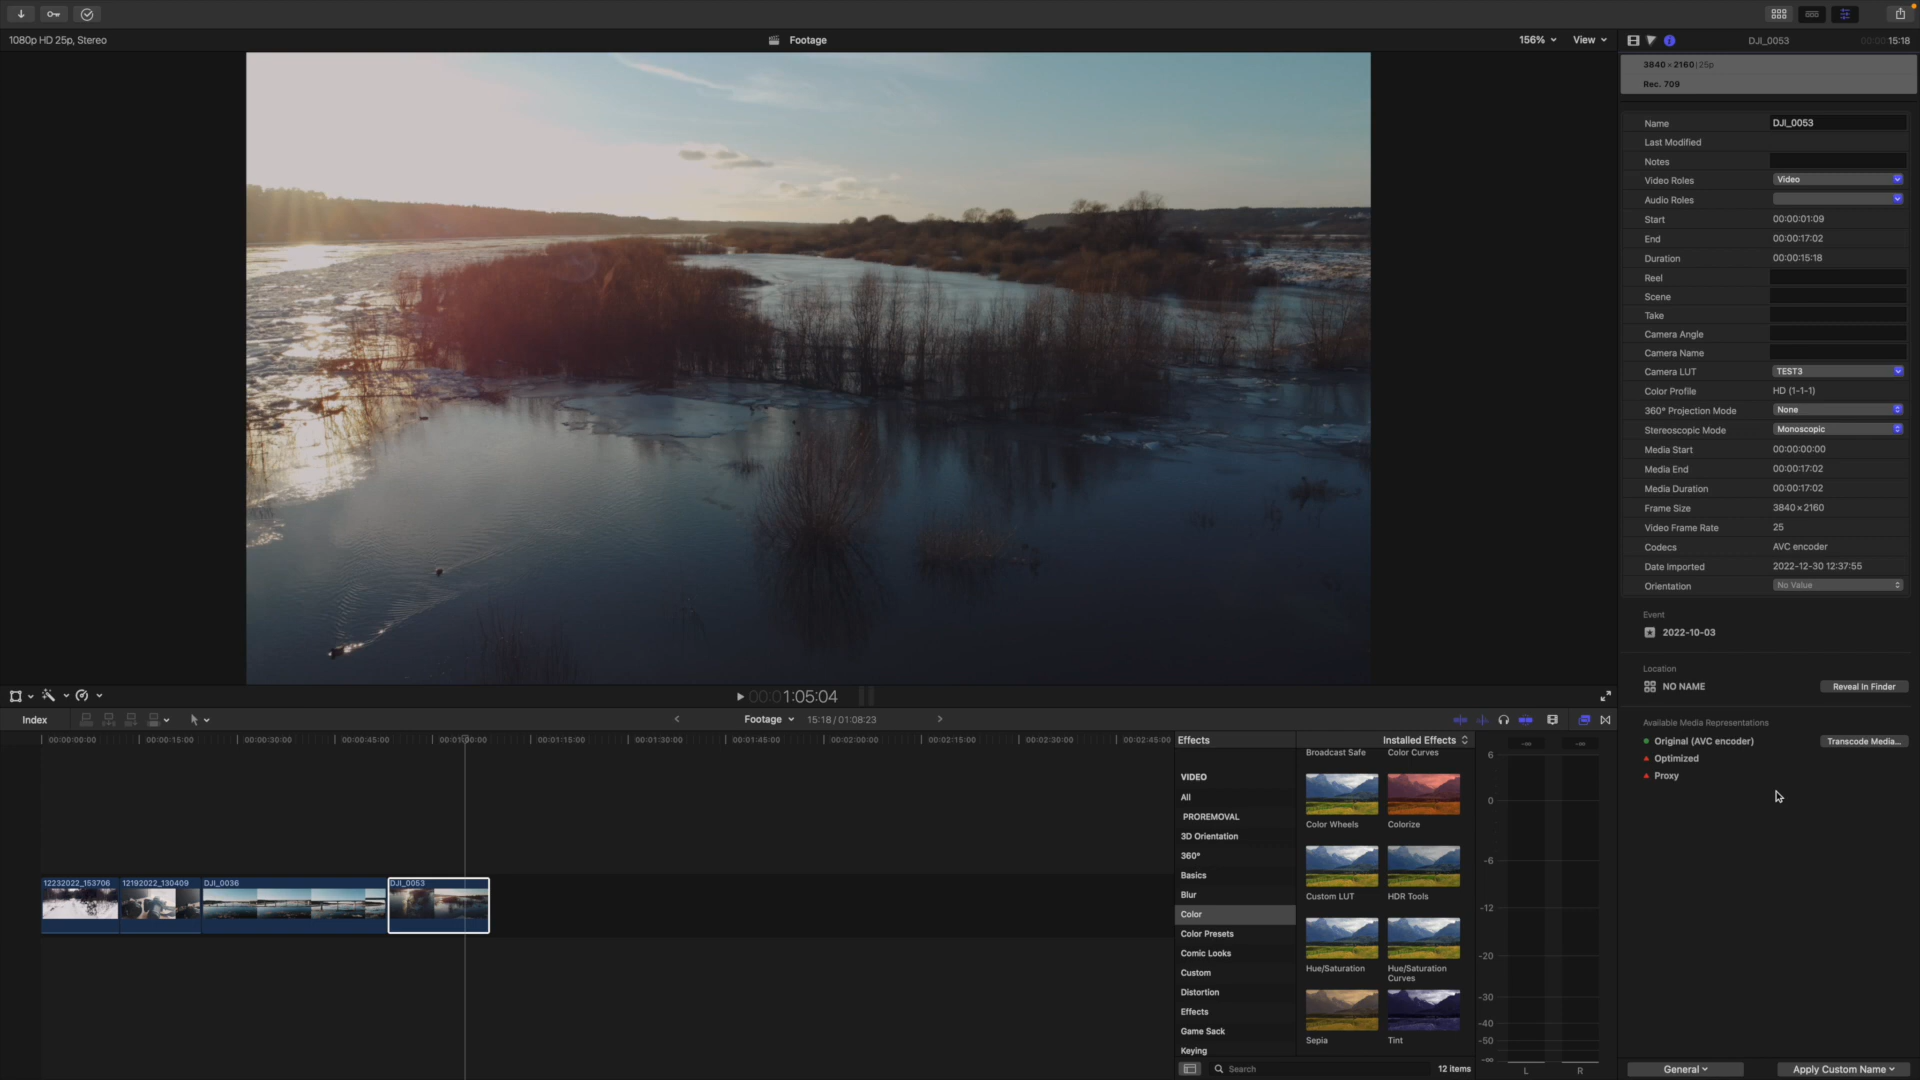 1080p HD 25p, Stereo
Footage
156%
View
DJI_0053
00:00:15:18
3840 × 2160 | 25p
Rec. 709
Name DJI_0053
Last Modified
Notes
Video Roles Video
Audio Roles
Start 00:00:01:09
End 00:00:17:02
Duration 00:00:15:18
Reel
Scene
Take
Camera Angle
Camera Name
Camera LUT TEST3
Color Profile HD (1-1-1)
360° Projection Mode None
Stereoscopic Mode Monoscopic
Media Start 00:00:00:00
Media End 00:00:17:02
Media Duration 00:00:17:02
Frame Size 3840×2160
Video Frame Rate 25
Codecs AVC encoder
Date Imported 2022-12-30 12:37:55
Orientation No Value
Event
2022-10-03
Location
NO NAME Reveal In Finder
Available Media Representations
Original (AVC encoder) Transcode Media...
Optimized
Proxy
General
Apply Custom Name
00:01:05:04
Index
Footage
15:18 / 01:08:23
00:00:00:00 00:00:15:00 00:00:30:00 00:00:45:00 00:01:00:00 00:01:15:00 00:01:30:00 00:01:45:00 00:02:00:00 00:02:15:00 00:02:30:00 00:02:45:00
12232022_153706 12192022_130409 DJI_0036 DJI_0053
Effects
Installed Effects
VIDEO
All
PROREMOVAL
3D Orientation
360°
Basics
Blur
Color
Color Presets
Comic Looks
Custom
Distortion
Effects
Game Sack
Keying
Broadcast Safe Color Curves
Color Wheels Colorize
Custom LUT HDR Tools
Hue/Saturation Hue/Saturation
Curves
Sepia Tint
Search
12 items
-∞ -∞
6
0
-6
-12
-20
-30
-40
-50
-∞
L R